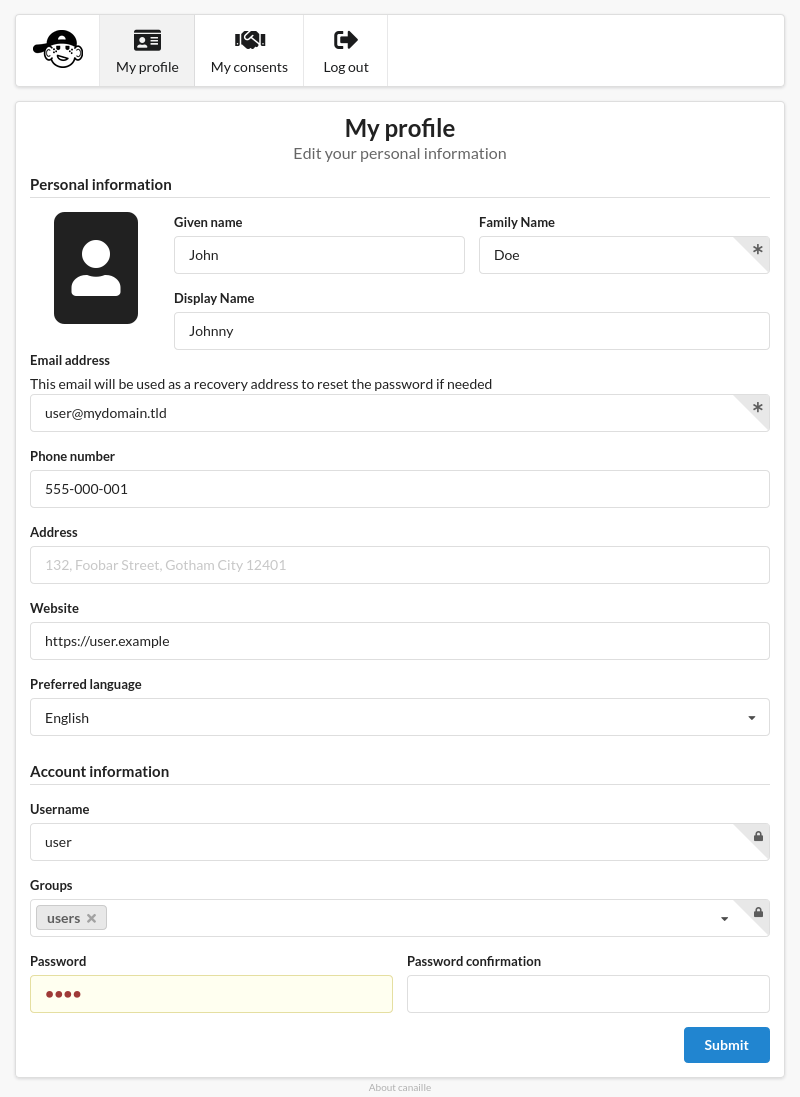 My profile
My consents
Log out
My profile
Edit your personal information
Personal information
Given name
Family Name
John
Doe
Display Name
Johnny
Email address
This email will be used as a recovery address to reset the password if needed
user@mydomain.tld
Phone number
555-000-001
Address
132, Foobar Street, Gotham City 12401
Website
https://user.example
Preferred language
English
Account information
Username
user
Groups
users
Password
Password confirmation
Submit
About canaille